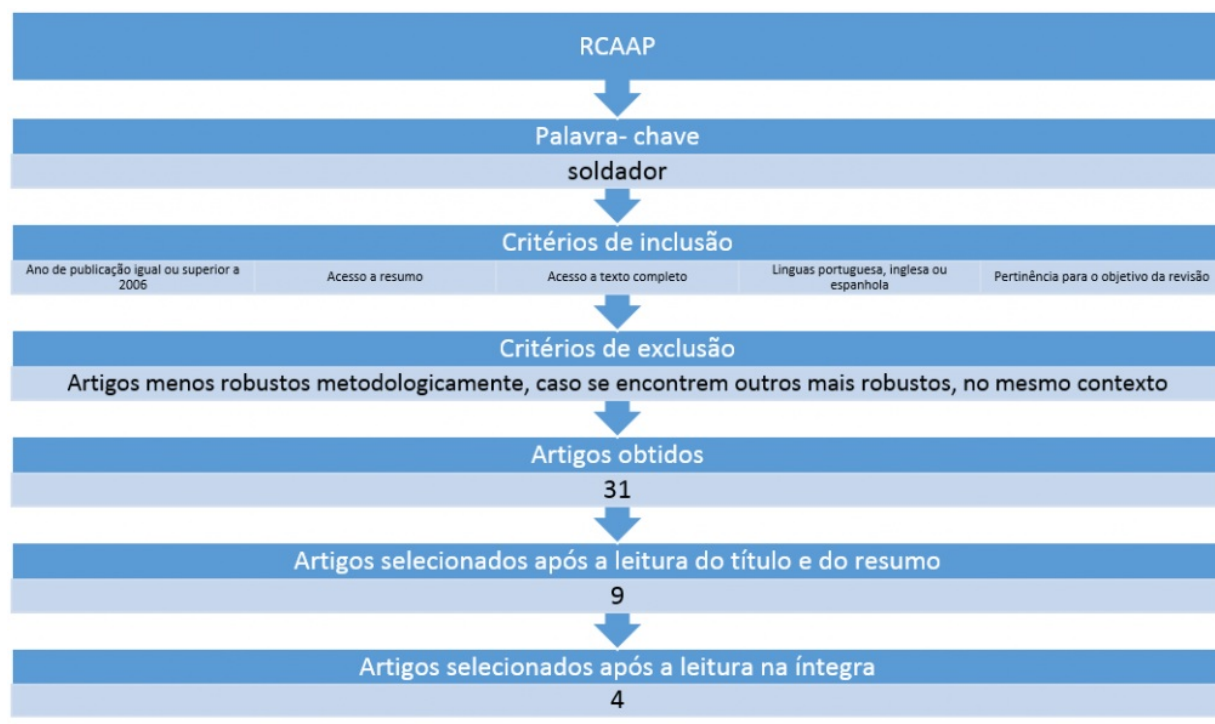 RCAAP
Palavra- chave
soldador
Critérios de inclusão
Ano de publicação igual ou superior a
2006
Acesso a resumo
Acesso a texto completo
Linguas portuguesa, inglesa ou
espanhola
Pertinência para o objetivo da revisão
Critérios de exclusão
Artigos menos robustos metodologicamente, caso se encontrem outros mais robustos, no mesmo contexto
Artigos obtidos
31
Artigos selecionados após a leitura do título e do resumo
9
Artigos selecionados após a leitura na íntegra
4